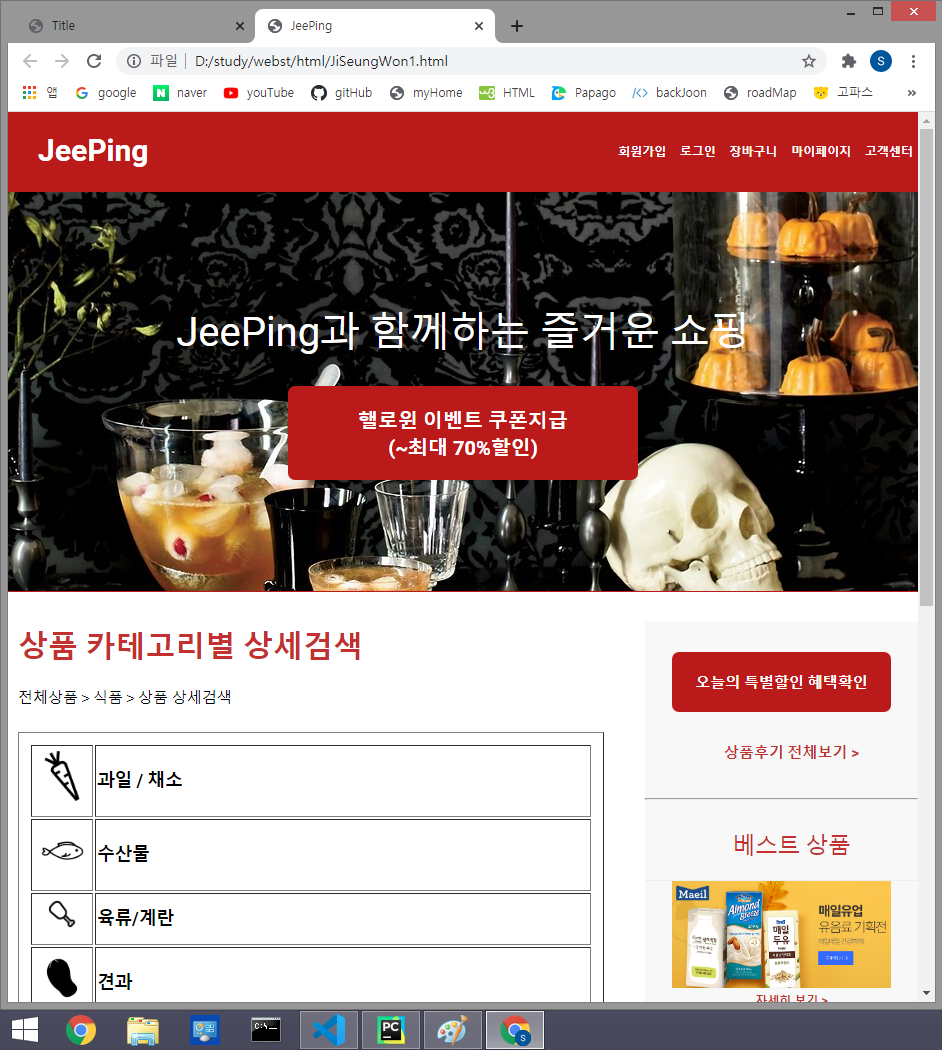 Title
JeePing
파일
D:/study/webst/html/JiSeungWon1.html
S
앱
google
naver
youTube
gitHub
myHome
HTML
Papago
backJoon
roadMap
고파스
JeePing
회원가입 로그인 장바구니 마이페이지 고객센터
JeePing과 함께하는 즐거운 쇼핑
핼로윈 이벤트 쿠폰지급
(~최대 70%할인)
상품 카테고리별 상세검색
전체상품 > 식품 > 상품 상세검색
과일 / 채소
수산물
육류/계란
견과
오늘의 특별할인 혜택확인
상품후기 전체보기 >
베스트 상품
Maeil
Almond
Breeze
매일
두유
매일유업
유음료 기획전
자세히 보기 >
C:\
PC
S